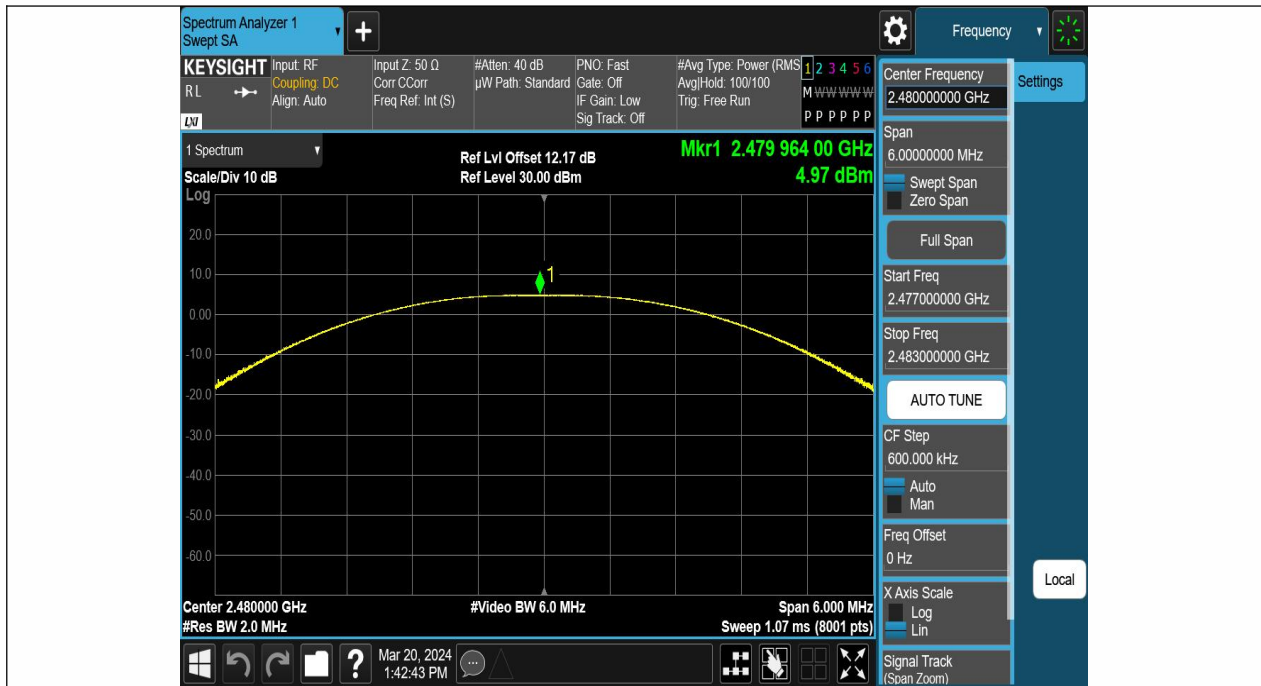 Spectrum Analyzer 1
Swept SA
+
Frequency
KEYSIGHT
R L
LXI
Input: RF
Coupling: DC
Align: Auto
Input Z: 50 Ω
Corr CCorr
Freq Ref: Int (S)
#Atten: 40 dB
µW Path: Standard
PNO: Fast
Gate: Off
IF Gain: Low
Sig Track: Off
#Avg Type: Power (RMS
Avg|Hold: 100/100
Trig: Free Run
1 2 3 4 5 6
M W W W W W
P P P P P P
1 Spectrum
Scale/Div 10 dB
Log
Ref Lvl Offset 12.17 dB
Ref Level 30.00 dBm
Mkr1 2.479 964 00 GHz
4.97 dBm
20.0
10.0
0.00
-10.0
-20.0
-30.0
-40.0
-50.0
-60.0
1
Center 2.480000 GHz
#Res BW 2.0 MHz
#Video BW 6.0 MHz
Span 6.000 MHz
Sweep 1.07 ms (8001 pts)
Center Frequency
2.480000000 GHz
Settings
Span
6.00000000 MHz
Swept Span
Zero Span
Full Span
Start Freq
2.477000000 GHz
Stop Freq
2.483000000 GHz
AUTO TUNE
CF Step
600.000 kHz
Auto
Man
Freq Offset
0 Hz
X Axis Scale
Log
Lin
Signal Track
(Span Zoom)
Local
?
Mar 20, 2024
1:42:43 PM